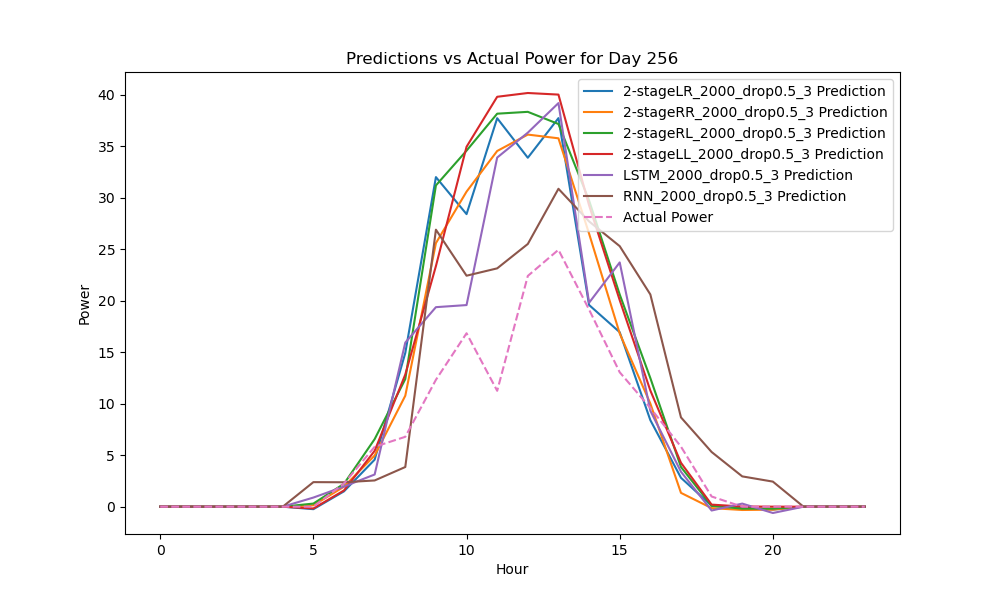 Predictions vs Actual Power for Day 256
2-stageLR_2000_drop0.5_3 Prediction
2-stageRR_2000_drop0.5_3 Prediction
2-stageRL_2000_drop0.5_3 Prediction
2-stageLL_2000_drop0.5_3 Prediction
LSTM_2000_drop0.5_3 Prediction
RNN_2000_drop0.5_3 Prediction
Actual Power
Power
40
35
30
25
20
15
10
5
0
0 5 10 15 20
Hour